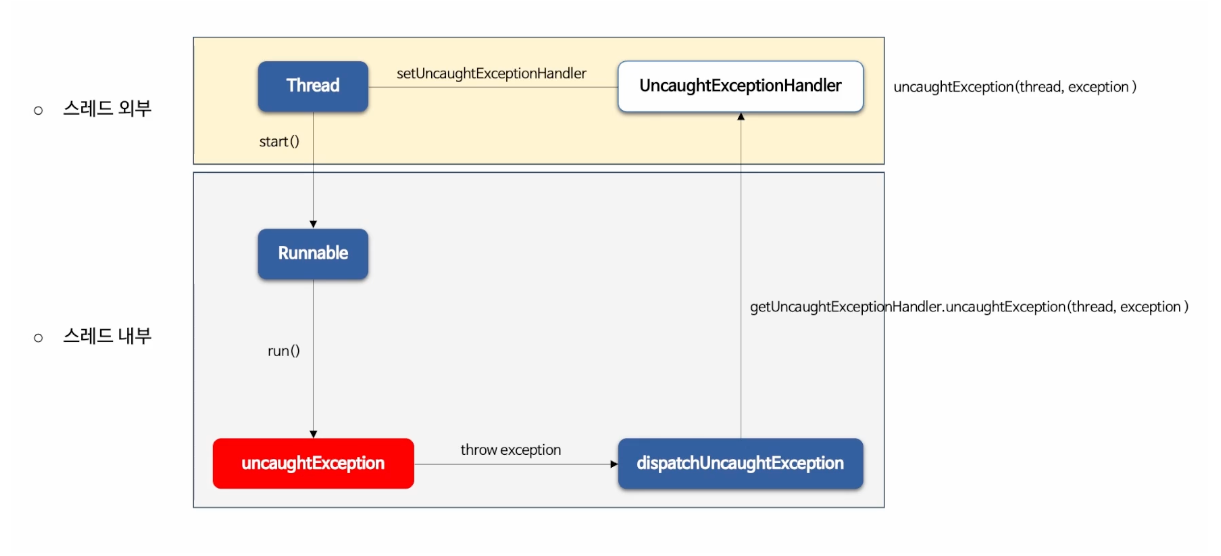 Thread
setUncaughtExceptionHandler
UncaughtExceptionHandler
uncaughtException(thread, exception )
○ 스레드 외부
start()
Runnable
getUncaughtExceptionHandler.uncaughtException(thread, exception )
○ 스레드 내부
run()
uncaughtException
throw exception
dispatchUncaughtException